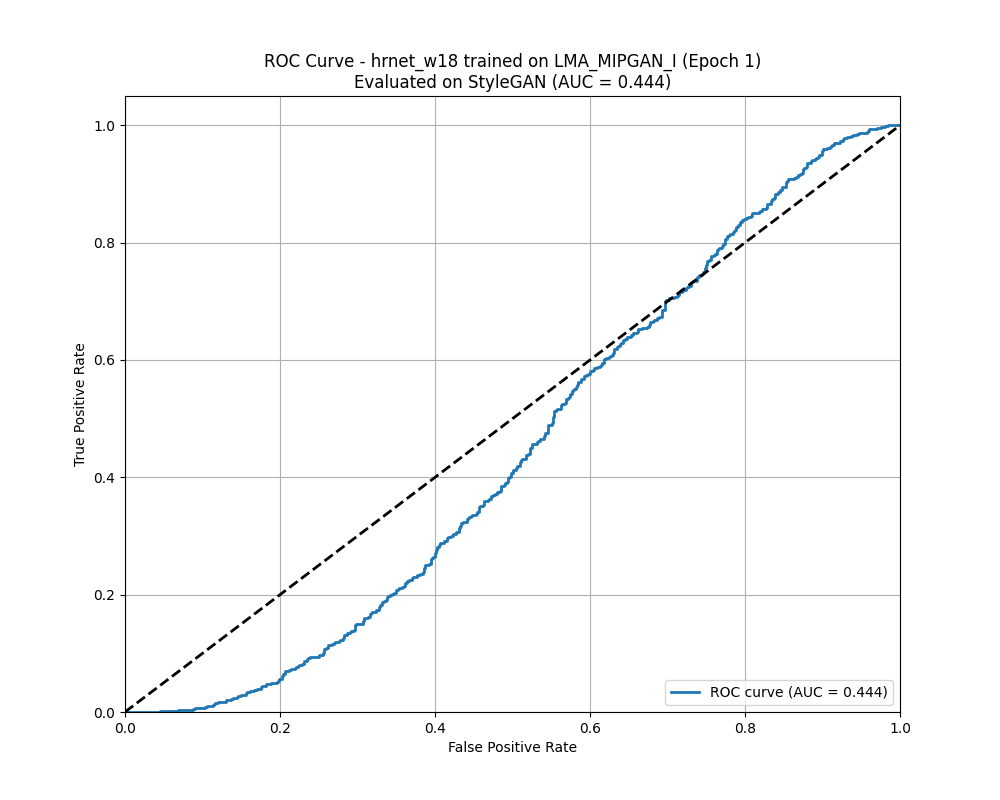 ROC Curve - hrnet_w18 trained on LMA_MIPGAN_I (Epoch 1)
Evaluated on StyleGAN (AUC = 0.444)
True Positive Rate
1.0
0.8
0.6
0.4
0.2
0.0
0.0
0.2
0.4
0.6
0.8
1.0
False Positive Rate
ROC curve (AUC = 0.444)